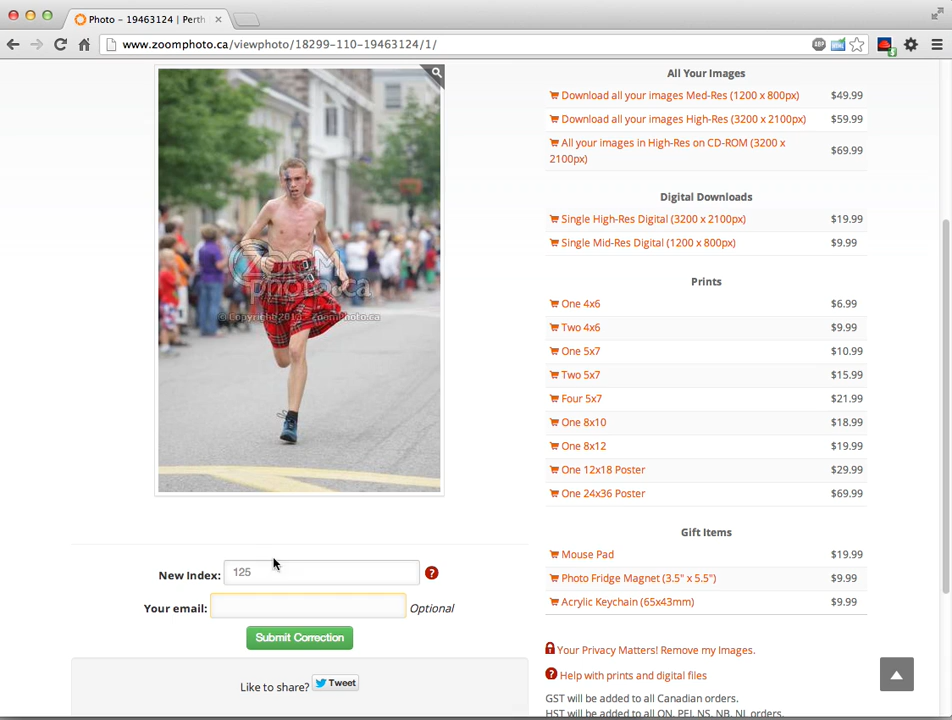 Photo – 19463124 | Perth
www.zoomphoto.ca/viewphoto/18299-110-19463124/1/
ABP
ZOOM
photo.ca
© Copyright 2013 - ZoomPhoto.ca
New Index: 125 ?
Your email: Optional
Submit Correction
Like to share? Tweet
All Your Images
Download all your images Med-Res (1200 x 800px) $49.99
Download all your images High-Res (3200 x 2100px) $59.99
All your images in High-Res on CD-ROM (3200 x
2100px) $69.99
Digital Downloads
Single High-Res Digital (3200 x 2100px) $19.99
Single Mid-Res Digital (1200 x 800px) $9.99
Prints
One 4x6 $6.99
Two 4x6 $9.99
One 5x7 $10.99
Two 5x7 $15.99
Four 5x7 $21.99
One 8x10 $18.99
One 8x12 $19.99
One 12x18 Poster $29.99
One 24x36 Poster $69.99
Gift Items
Mouse Pad $19.99
Photo Fridge Magnet (3.5" x 5.5") $9.99
Acrylic Keychain (65x43mm) $9.99
Your Privacy Matters! Remove my Images.
? Help with prints and digital files
GST will be added to all Canadian orders.
HST will be added to all ON, PEI, NS, NB, NL orders.